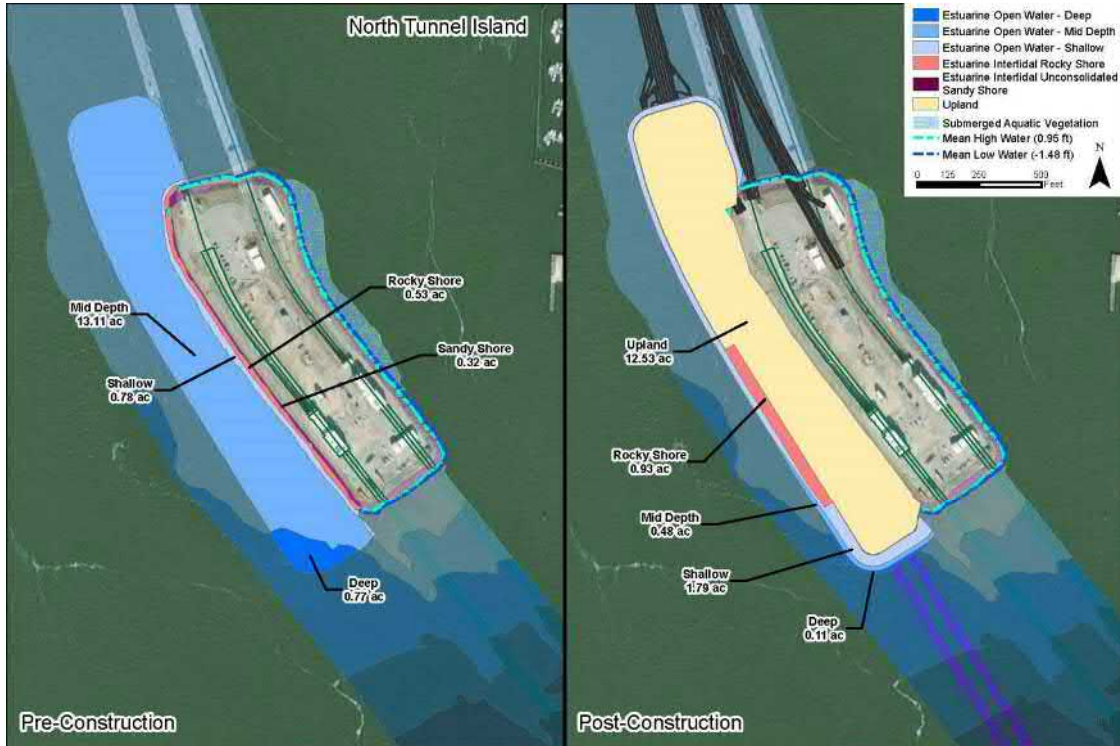 North Tunnel Island
Mid Depth
13.11 ac
Shallow
0.78 ac
Rocky Shore
0.53 ac
Sandy Shore
0.32 ac
Deep
0.77 ac
Pre-Construction
Estuarine Open Water - Deep
Estuarine Open Water - Mid Depth
Estuarine Open Water - Shallow
Estuarine Intertidal Rocky Shore
Estuarine Intertidal Unconsolidated
Sandy Shore
Upland
Submerged Aquatic Vegetation
Mean High Water (0.95 ft)
Mean Low Water (-1.48 ft)
N
0 125 250 500
Feet
Upland
12.53 ac
Rocky Shore
0.93 ac
Mid Depth
0.48 ac
Shallow
1.79 ac
Deep
0.11 ac
Post-Construction